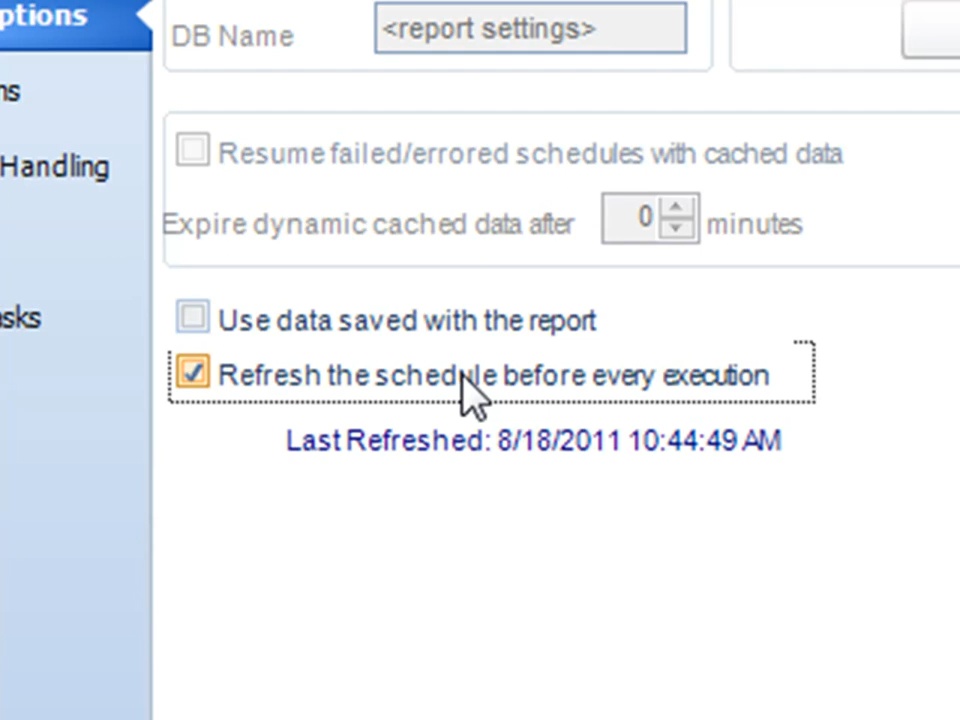 ptions
DB Name <report settings>
ns
Resume failed/errored schedules with cached data
Handling
Expire dynamic cached data after 0 minutes
sks
Use data saved with the report
Refresh the schedule before every execution
Last Refreshed: 8/18/2011 10:44:49 AM